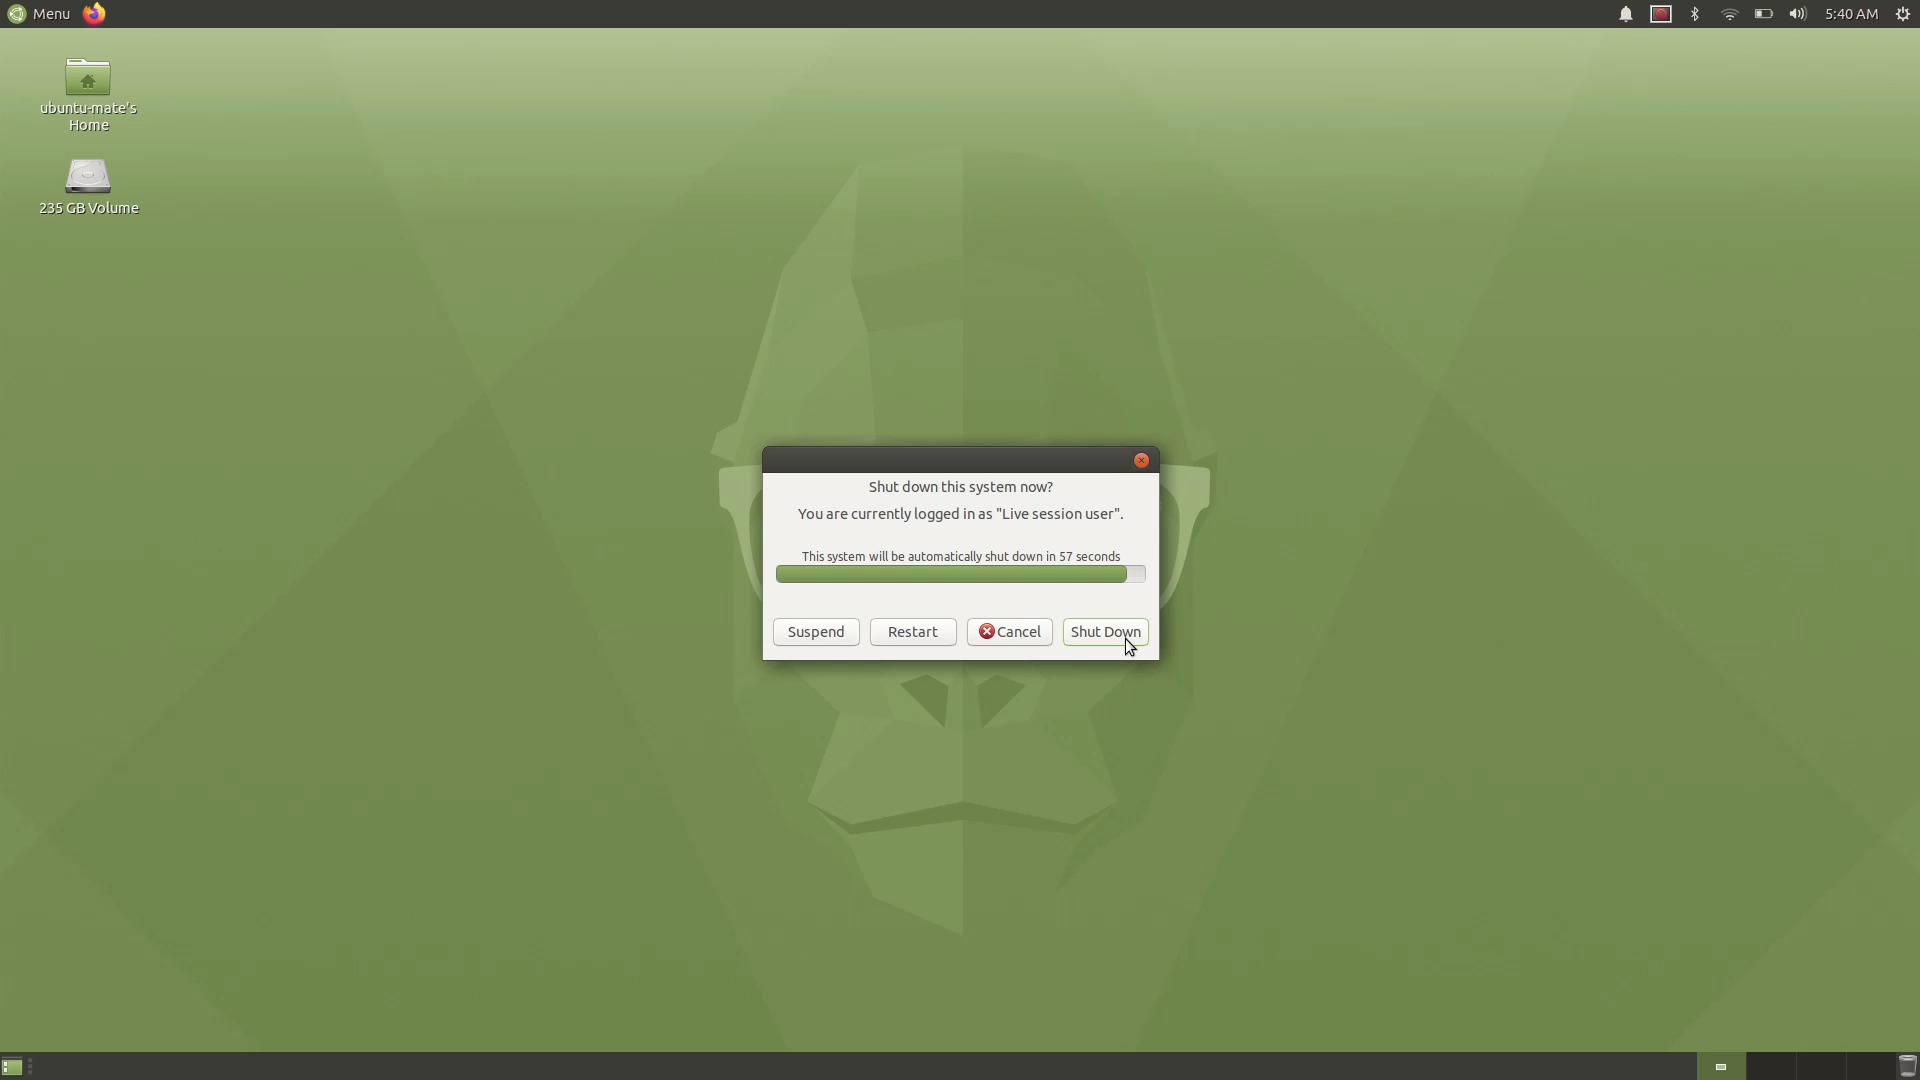 Menu
5:40 AM
ubuntu-mate's
Home
235 GB Volume
Shut down this system now?
You are currently logged in as "Live session user".
This system will be automatically shut down in 57 seconds
Suspend
Restart
Cancel
Shut Down